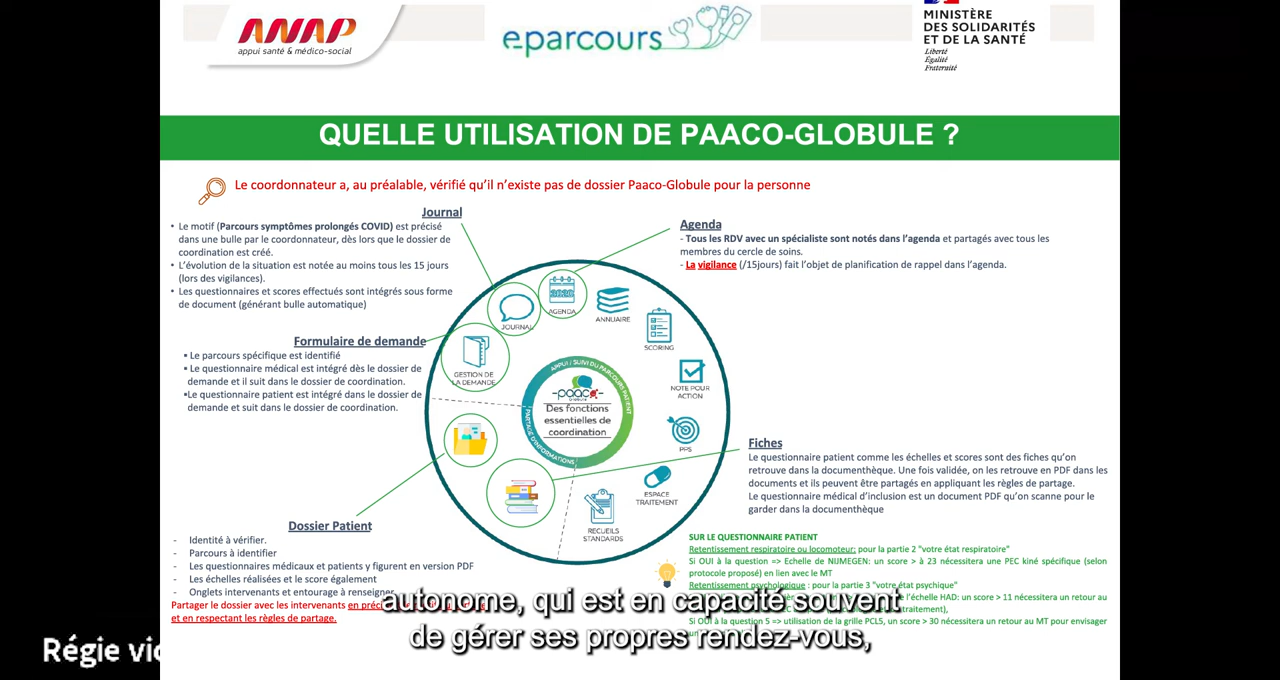 ANAP
appui santé & médico-social
eparcours
MINISTÈRE
DES SOLIDARITÉS
ET DE LA SANTÉ
Liberté
Égalité
Fraternité
QUELLE UTILISATION DE PAACO-GLOBULE ?
Le coordonnateur a, au préalable, vérifié qu'il n'existe pas de dossier Paaco-Globule pour la personne
Journal
• Le motif (Parcours symptômes prolongés COVID) est précisé
dans une bulle par le coordonnateur, dès lors que le dossier de
coordination est créé.
• L'évolution de la situation est notée au moins tous les 15 jours
(lors des vigilances).
• Les questionnaires et scores effectués sont intégrés sous forme
de document (générant bulle automatique)
Agenda
- Tous les RDV avec un spécialiste sont notés dans l'agenda et partagés avec tous les
membres du cercle de soins.
- La vigilance (/15jours) fait l'objet de planification de rappel dans l'agenda.
Formulaire de demande
▪ Le parcours spécifique est identifié
▪ Le questionnaire médical est intégré dès le dossier de
demande et il suit dans le dossier de coordination.
▪Le questionnaire patient est intégré dans le dossier de
demande et suit dans le dossier de coordination.
JOURNAL
2020
AGENDA
ANNUAIRE
SCORING
NOTE POUR
ACTION
PPS
ESPACE
TRAITEMENT
RECUEILS
STANDARDS
GESTION DE
LA DEMANDE
APPUI / SUIVI DU PARCOURS PATIENT
PARTAGE D'INFORMATIONS
-paaco-
Globule
Des fonctions
essentielles de
coordination
Fiches
Le questionnaire patient comme les échelles et scores sont des fiches qu'on
retrouve dans la documenthèque. Une fois validée, on les retrouve en PDF dans les
documents et ils peuvent être partagés en appliquant les règles de partage.
Le questionnaire médical d'inclusion est un document PDF qu'on scanne pour le
garder dans la documenthèque
Dossier Patient
- Identité à vérifier.
- Parcours à identifier
- Les questionnaires médicaux et patients y figurent en version PDF
- Les échelles réalisées et le score également
- Onglets intervenants et entourage à renseigner
Partager le dossier avec les intervenants
et en respectant les règles de partage.
SUR LE QUESTIONNAIRE PATIENT
Retentissement respiratoire ou locomoteur: pour la partie 2 "votre état respiratoire"
Si OUI à la question => Echelle de NIJMEGEN: un score > à 23 nécessitera une PEC kiné spécifique (selon
protocole proposé) en lien avec le MT
Retentissement psychologique : pour la partie 3 "votre état psychique"
l'échelle HAD: un score > 11 nécessitera un retour au
Si OUI à la question 5 => utilisation de la grille PCL5, un score > 30 nécessitera un retour au MT pour envisager
autonome, qui est en capacité souvent
de gérer ses propres rendez-vous,
Régie